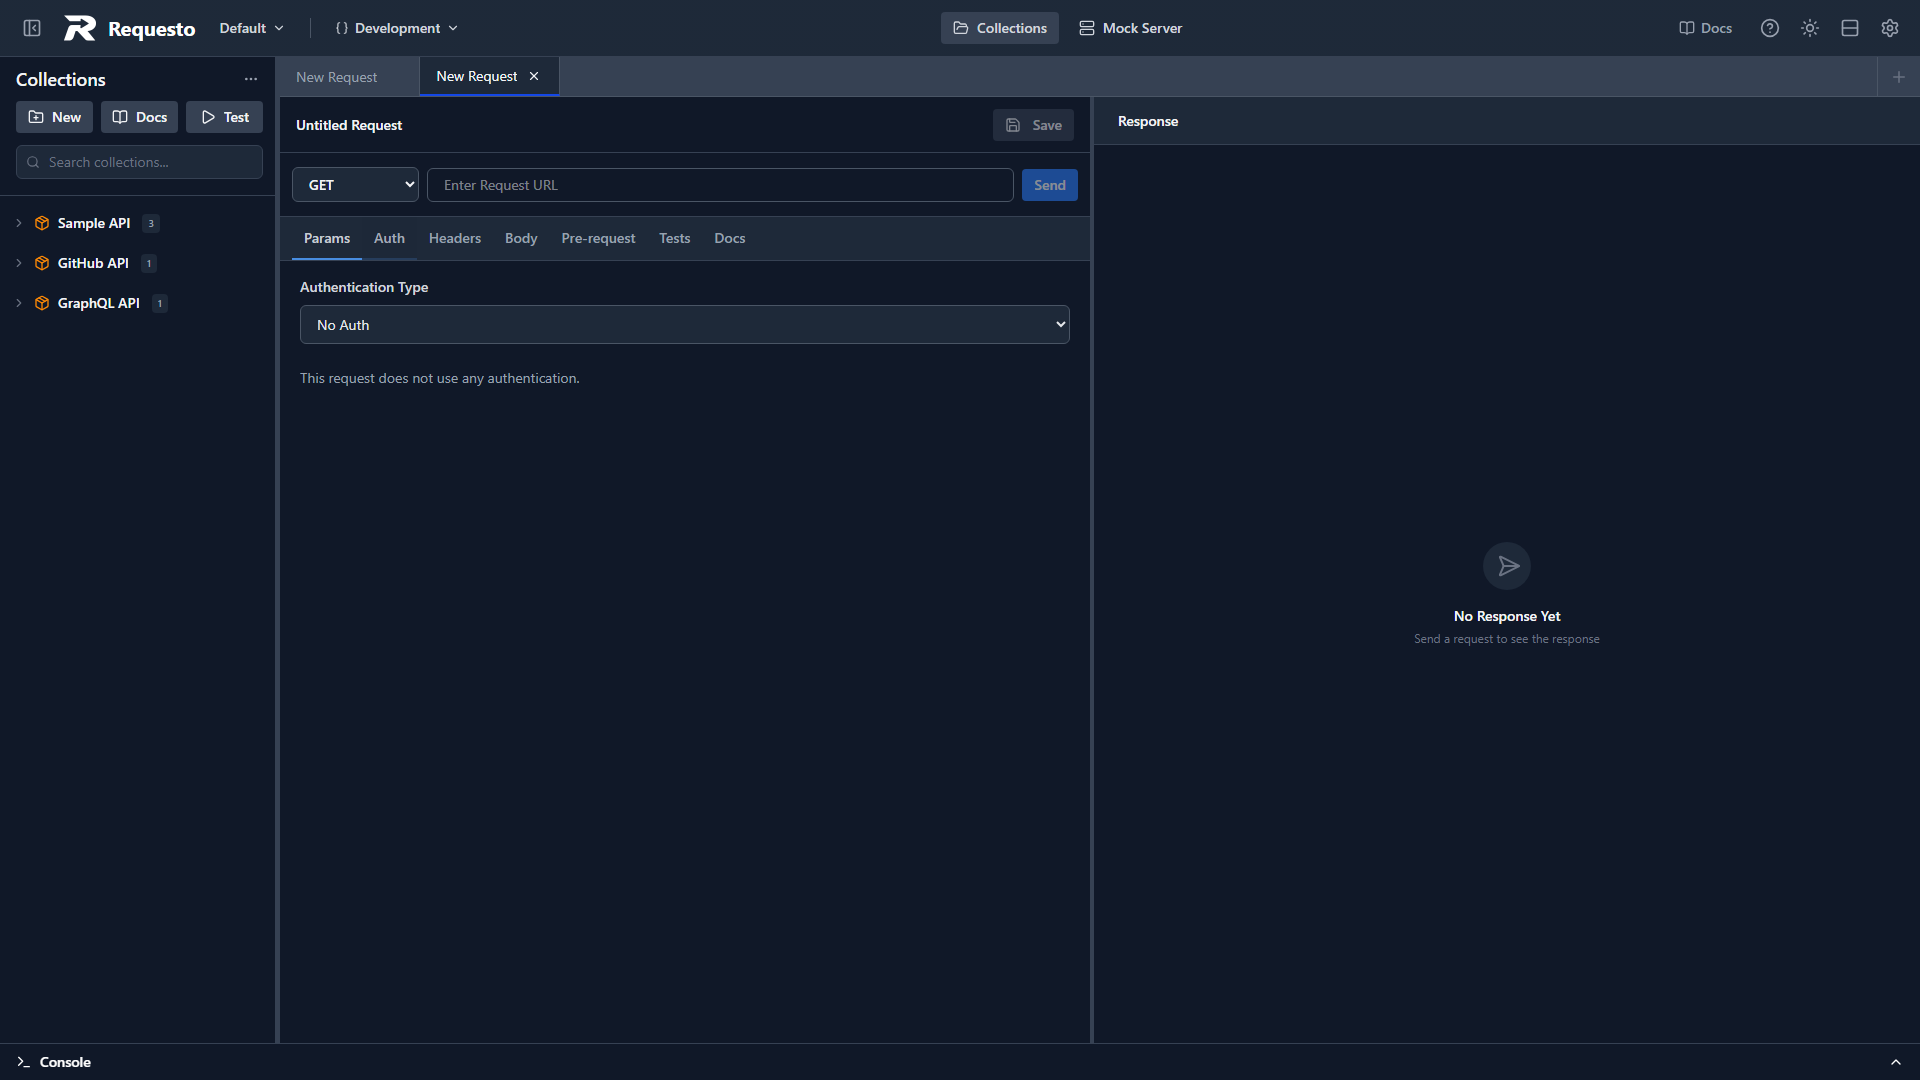 Requesto
Default
{} Development
Collections
Mock Server
Docs
Collections
New
Docs
Test
Search collections...
Sample API 3
GitHub API 1
GraphQL API 1
New Request
New Request
Untitled Request
Save
GET
Enter Request URL
Send
Params
Auth
Headers
Body
Pre-request
Tests
Docs
Authentication Type
No Auth
This request does not use any authentication.
Response
No Response Yet
Send a request to see the response
Console